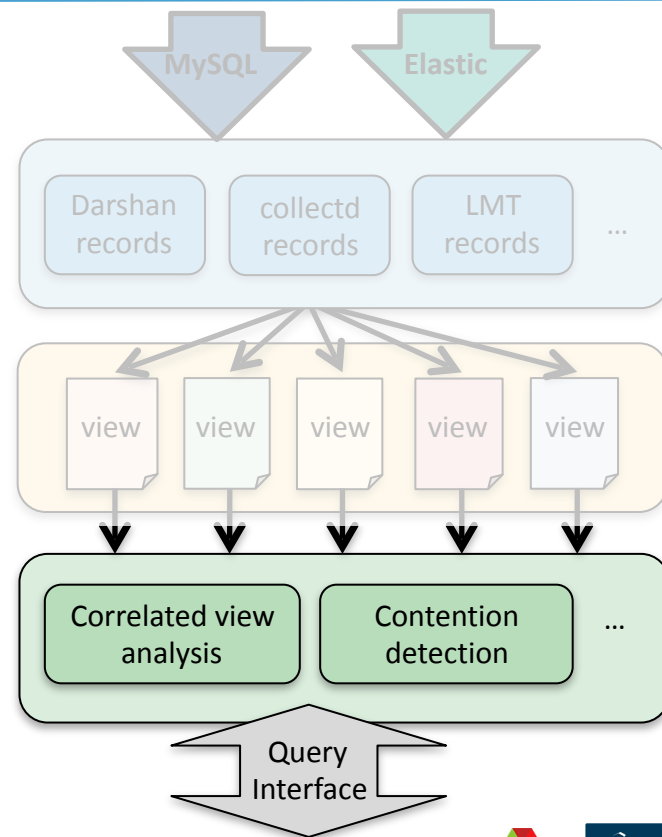 MySQL
Elastic
Darshan
records
collectd
records
LMT
records
...
view
view
view
view
view
Correlated view
analysis
Contention
detection
...
Query
Interface